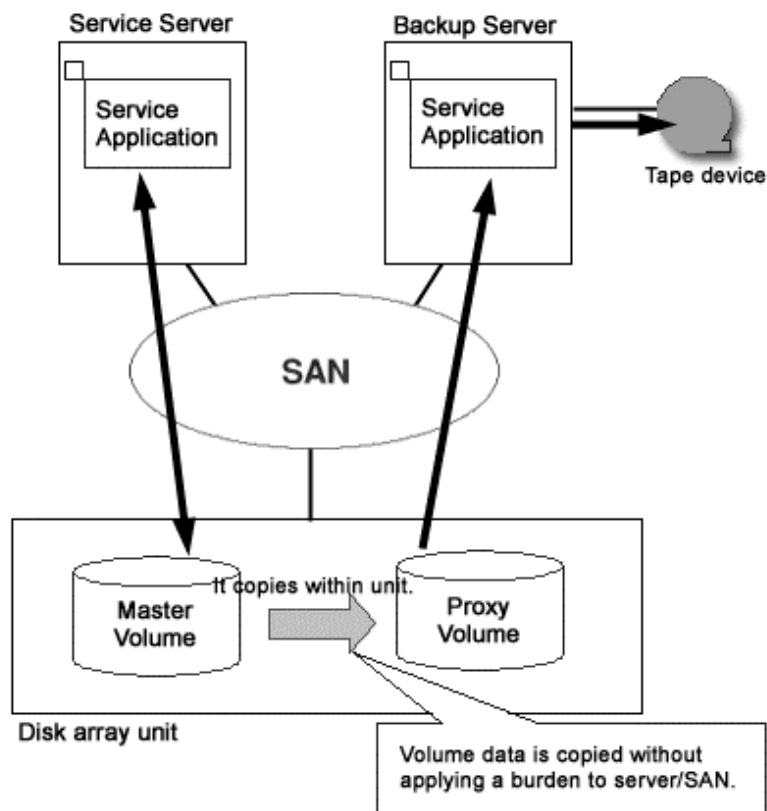 Service Server
Backup Server
Service
Application
Service
Application
Tape device
SAN
It copies within unit.
Master
Volume
Proxy
Volume
Disk array unit
Volume data is copied without
applying a burden to server/SAN.